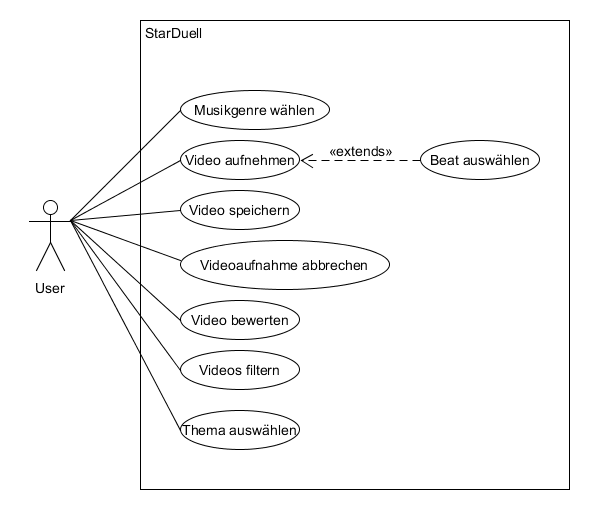 StarDuell
Musikgenre wählen
Video aufnehmen
«extends»
Beat auswählen
Video speichern
Videoaufnahme abbrechen
User
Video bewerten
Videos filtern
Thema auswählen